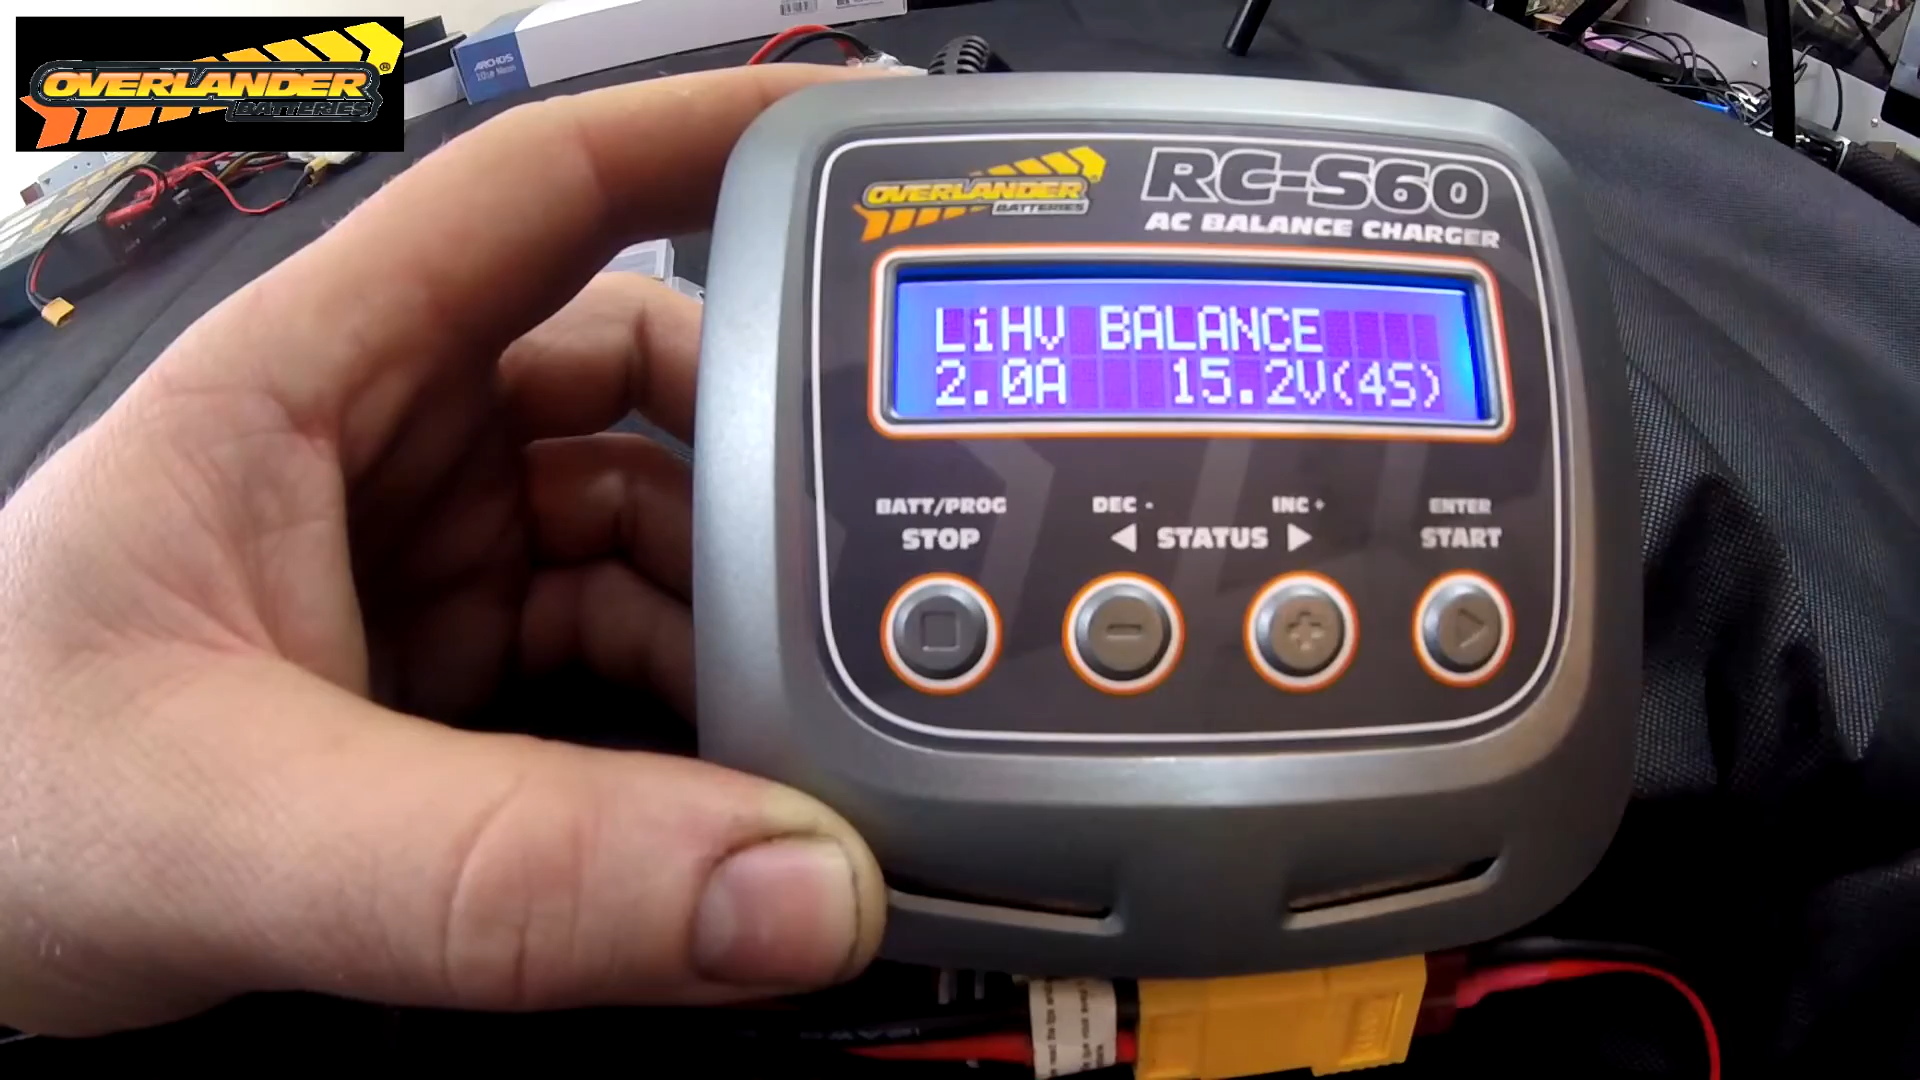 OVERLANDER®
BATTERIES
ARCHOS
OVERLANDER
BATTERIES
RC-S60
AC BALANCE CHARGER
LiHV BALANCE
2.0A 15.2V(4S)
BATT/PROG DEC - INC + ENTER
STOP ◀ STATUS ▶ START